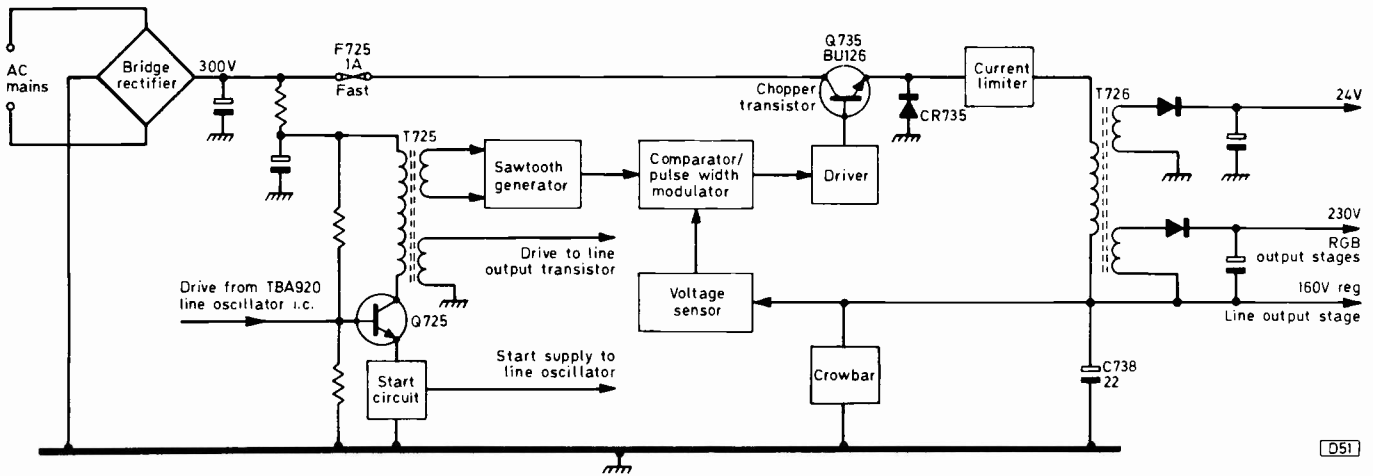 AC
mains
Bridge
rectifier
300V
F725
1A
Fast
Q735
BU126
Chopper
transistor
CR735
Current
limiter
T726
24V
T725
Sawtooth
generator
Comparator/
pulse width
modulator
Driver
230V
RGB
output stages
Drive to line
output transistor
160V reg
Line output stage
Drive from TBA920
line oscillator i.c.
Q725
Voltage
sensor
Start supply to
line oscillator
Start
circuit
Crowbar
C738
22
D51